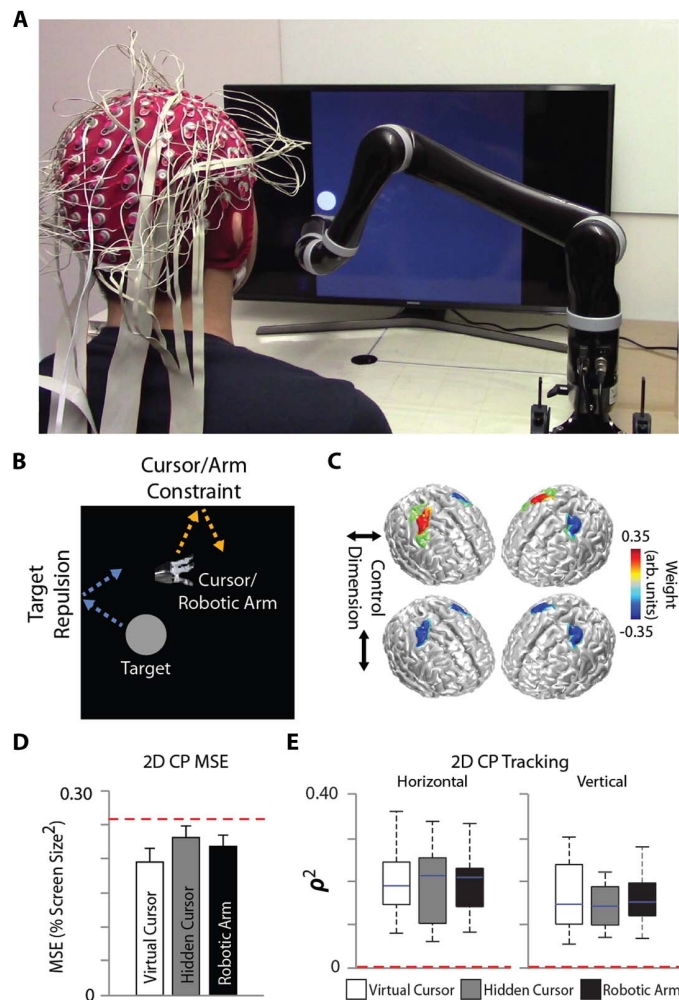 A
B
Cursor/Arm
Constraint
Target
Repulsion
Cursor/
Robotic Arm
Target
C
Control
Dimension
0.35
Weight
(arb. units)
-0.35
D
2D CP MSE
0.30
MSE (% Screen Size²)
0
Virtual Cursor
Hidden Cursor
Robotic Arm
E
2D CP Tracking
Horizontal
Vertical
0.40
ρ²
0
Virtual Cursor
Hidden Cursor
Robotic Arm